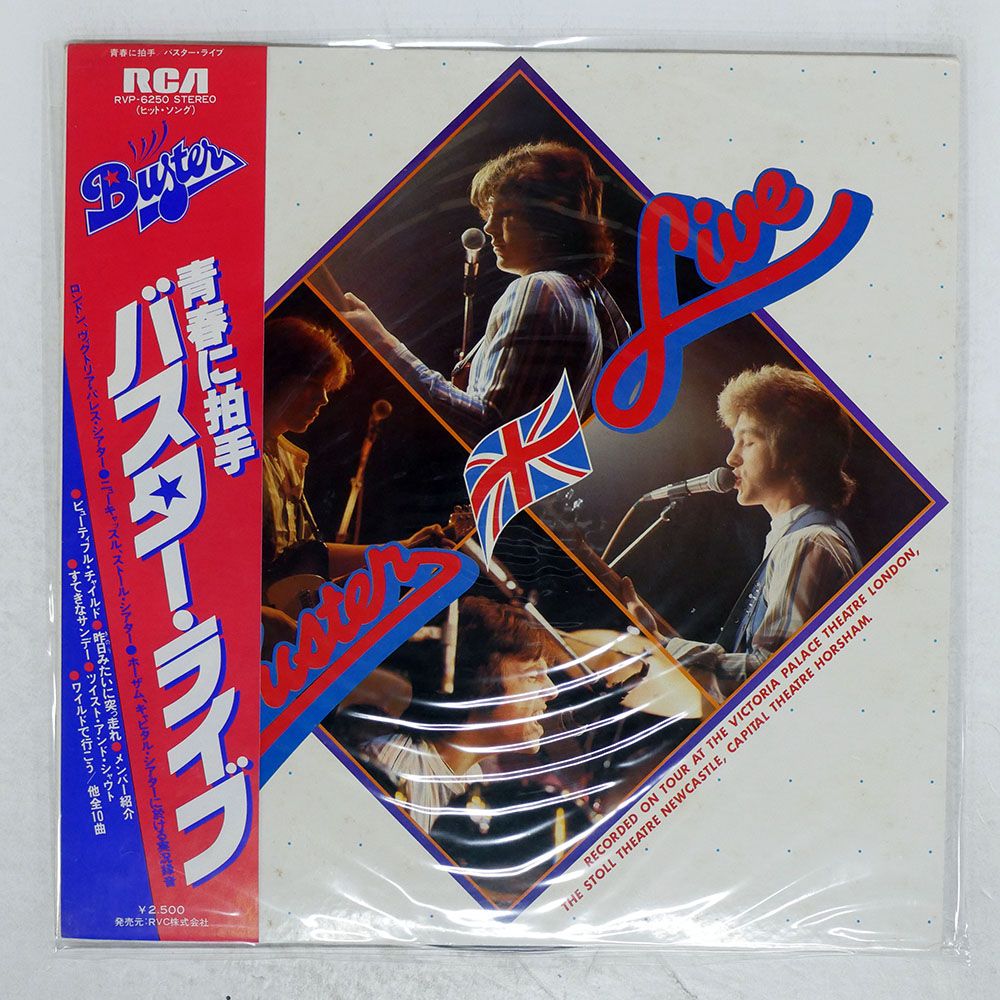 青春に拍手/バスター・ライブ
RCA
RVP-6250 STEREO
(ヒット・ソング)
Buster
青春に拍手
バスター・ライブ
ロンドン、ヴィクトリア・パレス・シアター●ニューキャッスル、ストール・シアター●ホーザム、キャピタル・シアターに於ける実況録音
●ビューティフル・チャイルド●昨日みたいに突っ走れ●メンバー紹介
●すてきなサンデー●ツイスト・アンド・シャウト
●ワイルドで行こう/他全10曲
¥2.500
発売元:RVC株式会社
Live
uster
RECORDED ON TOUR AT THE VICTORIA PALACE THEATRE LONDON,
THE STOLL THEATRE NEWCASTLE, CAPITAL THEATRE HORSHAM.